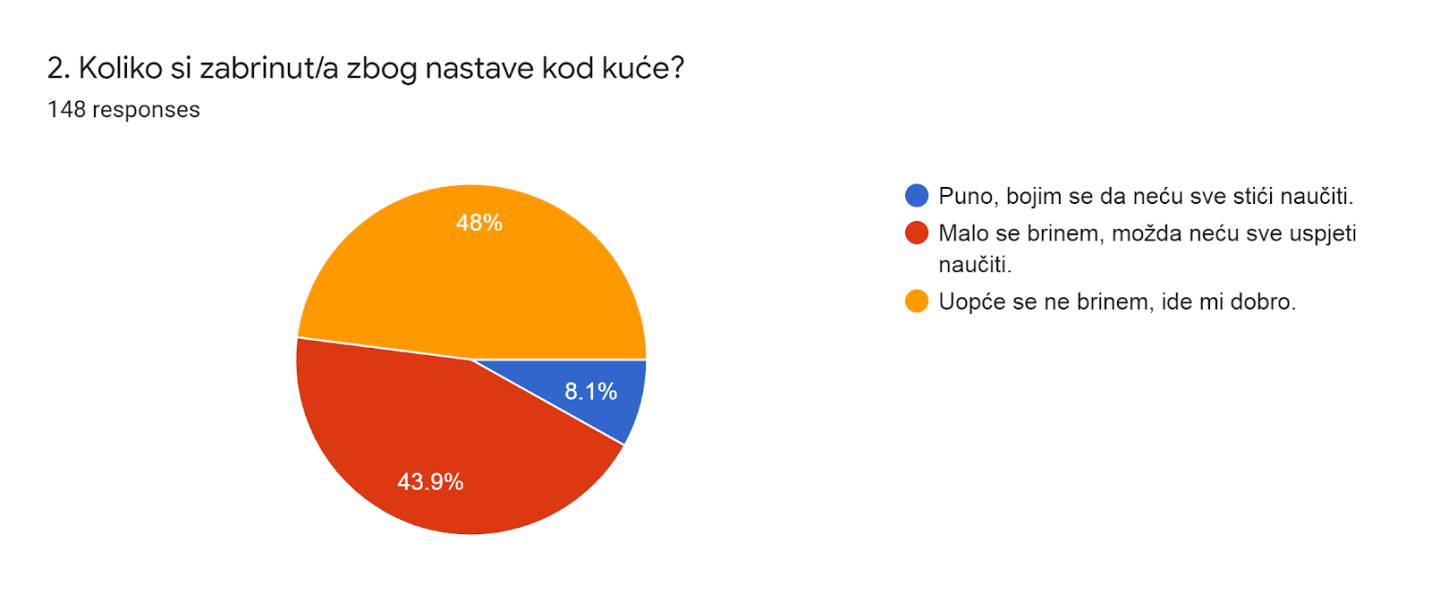 2. Koliko si zabrinut/a zbog nastave kod kuće?
148 responses
48%
8.1%
43.9%
Puno, bojim se da neću sve stići naučiti.
Malo se brinem, možda neću sve uspjeti
naučiti.
Uopće se ne brinem, ide mi dobro.